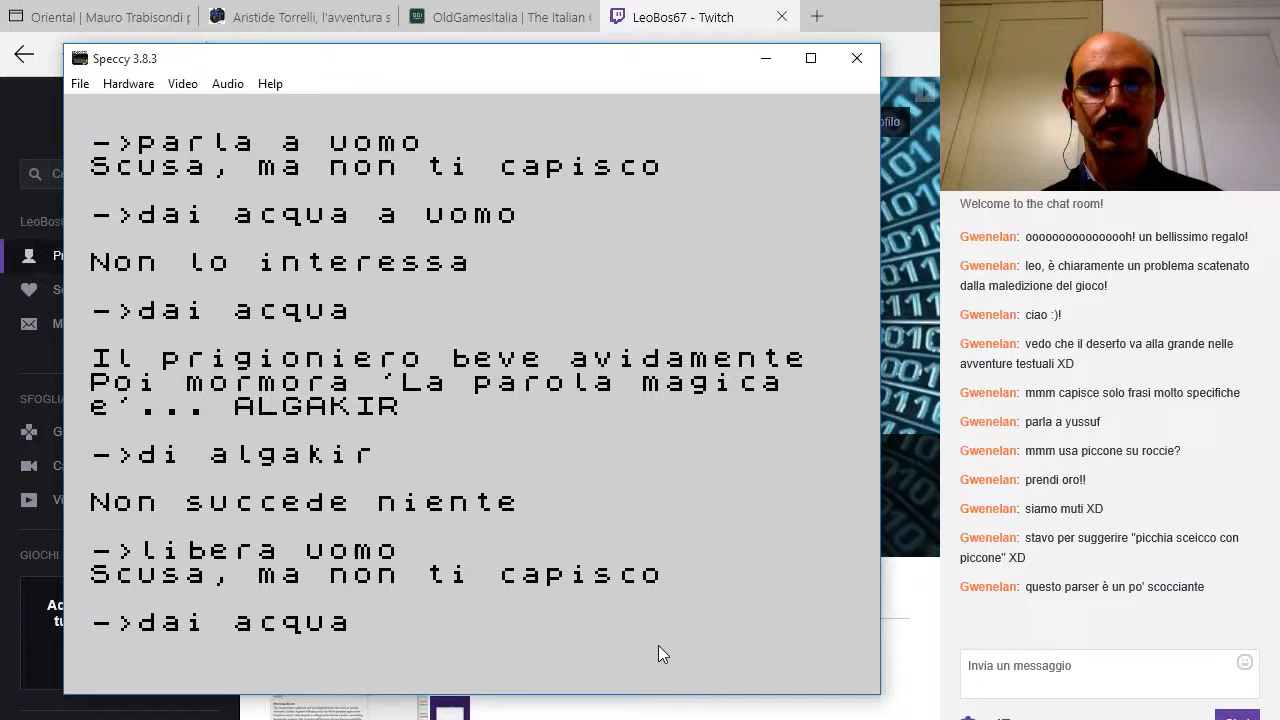 Oriental | Mauro Tralisondi p
Aristide Torrelli, l'avventura s
OldGamesItalia | The Italian (
LeoBos67 - Twitch
Speccy 3.8.3
File Hardware Video Audio Help
->parla a uomo
Scusa, ma non ti capisco
->dai acqua a uomo
Non lo interessa
->dai acqua
Il prigioniero beve avidamente
Poi mormora 'La parola magica
e'... ALGAKIR
->di algakir
Non succede niente
->libera uomo
Scusa, ma non ti capisco
->dai acqua
LeoBos6
SFOGLIA
GIOCHI
ofilo
Welcome to the chat room!
Gwenelan: oooooooooooooooh! un bellissimo regalo!
Gwenelan: leo, è chiaramente un problema scatenato
dalla maledizione del gioco!
Gwenelan: ciao :)!
Gwenelan: vedo che il deserto va alla grande nelle
avventure testuali XD
Gwenelan: mmm capisce solo frasi molto specifiche
Gwenelan: parla a yussuf
Gwenelan: mmm usa piccone su roccie?
Gwenelan: prendi oro!!
Gwenelan: siamo muti XD
Gwenelan: stavo per suggerire "picchia sceicco con
piccone" XD
Gwenelan: questo parser è un po' scocciante
Invia un messaggio